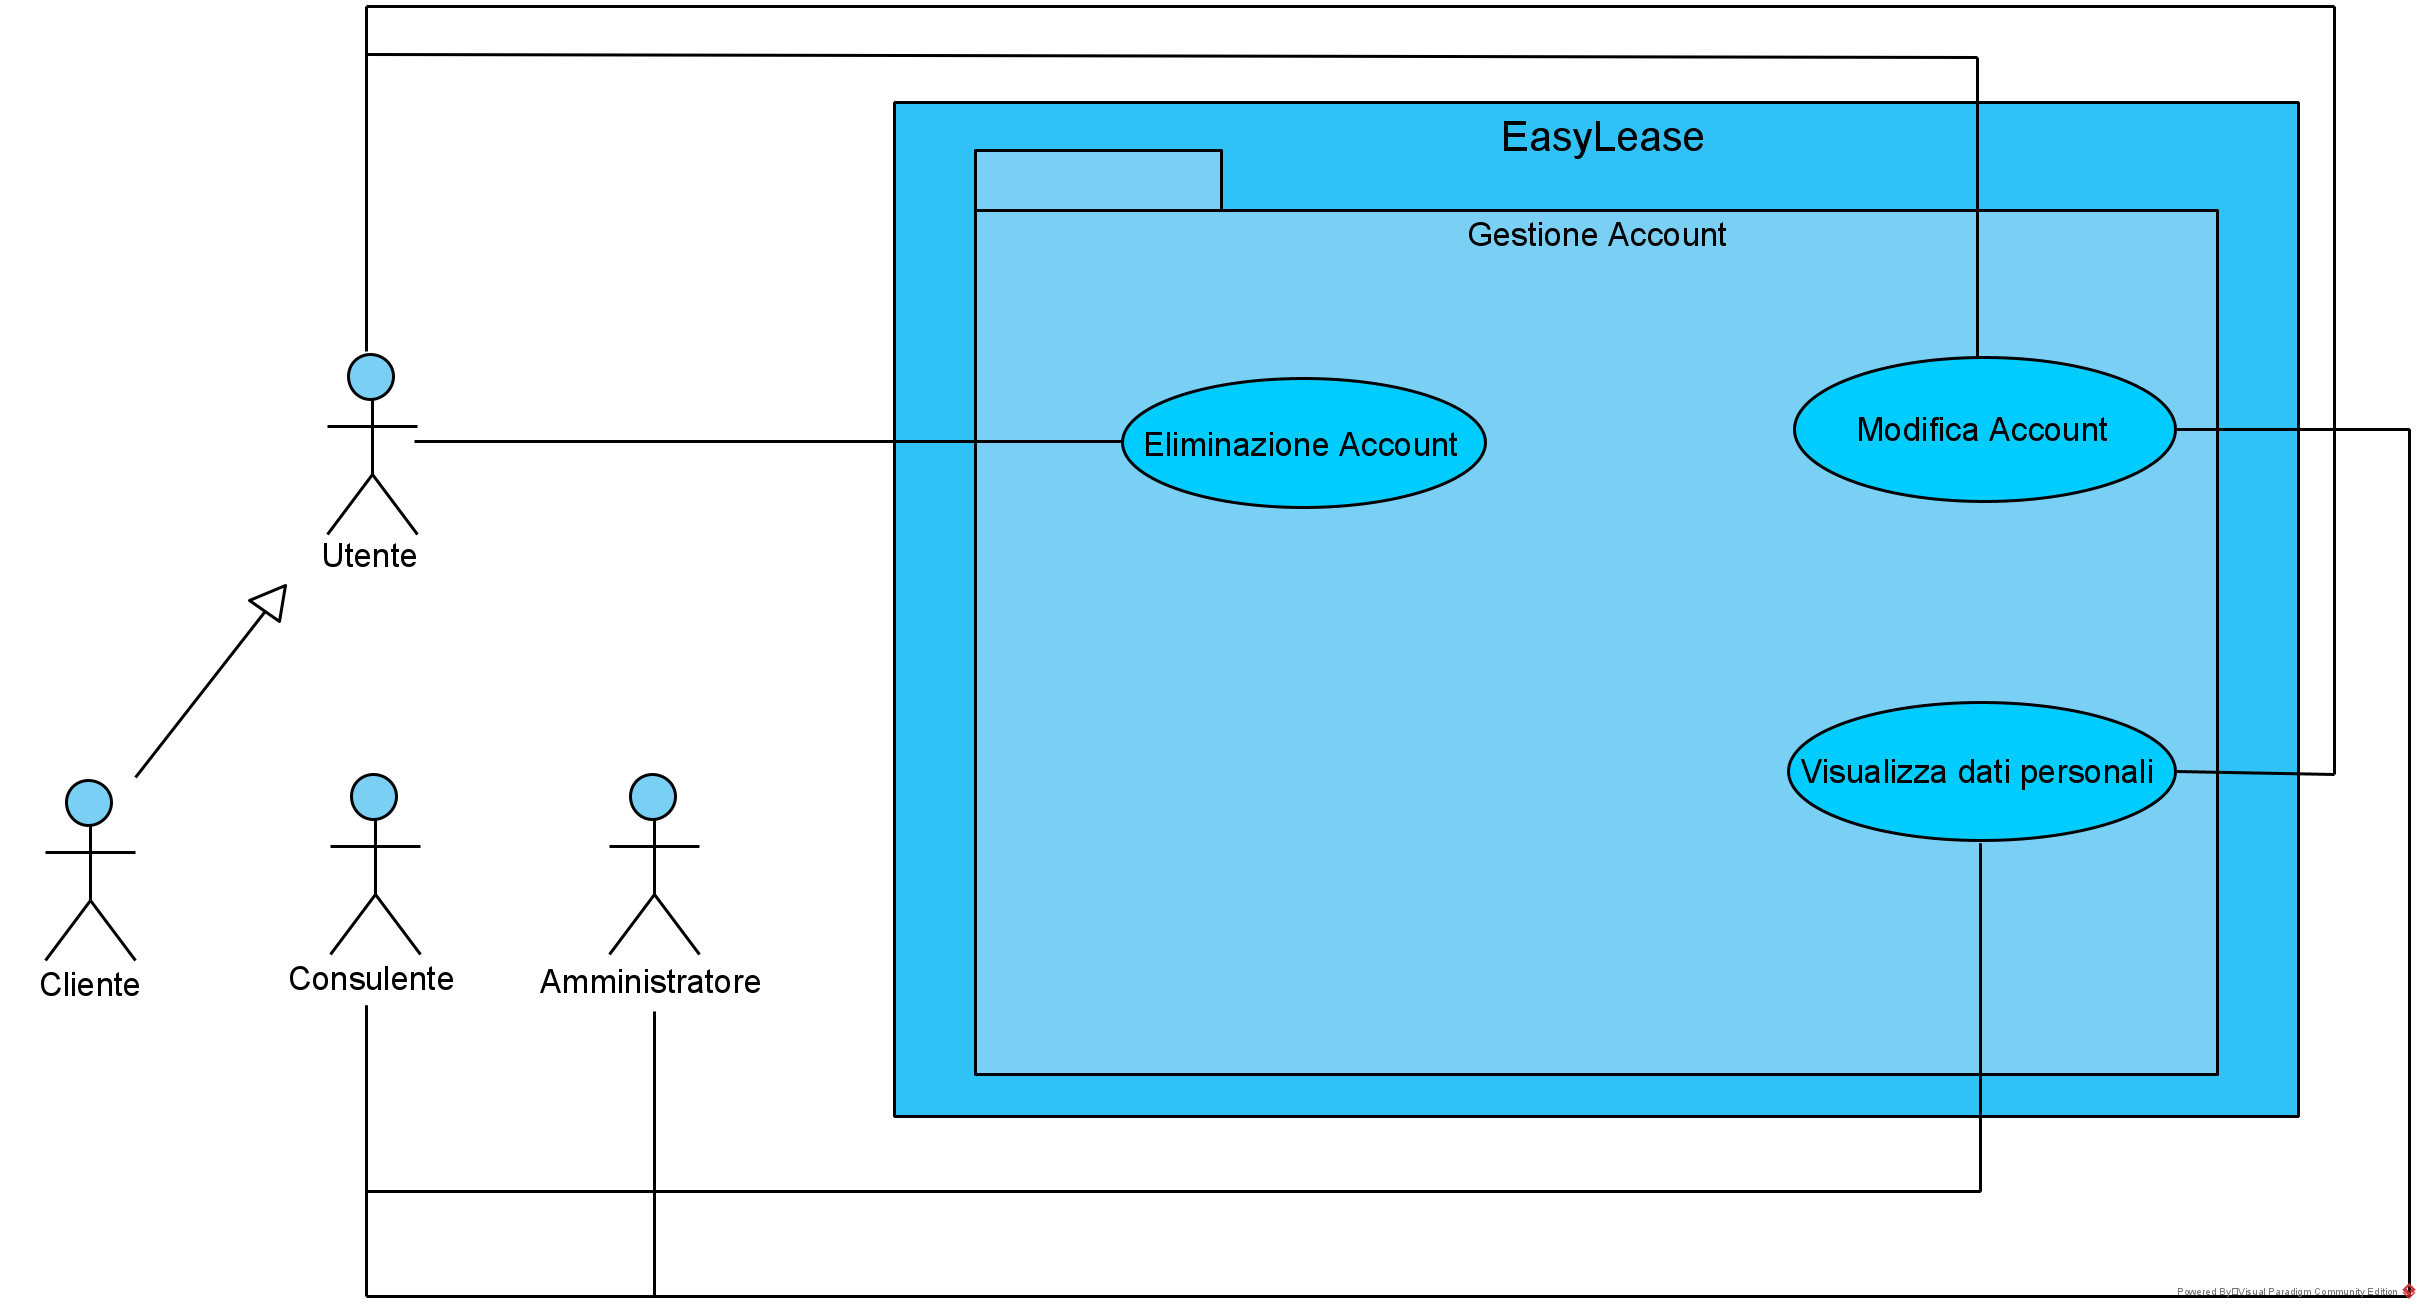 EasyLease
Gestione Account
Eliminazione Account
Modifica Account
Utente
Visualizza dati personali
Cliente
Consulente
Amministratore
Powered By Visual Paradigm Community Edition